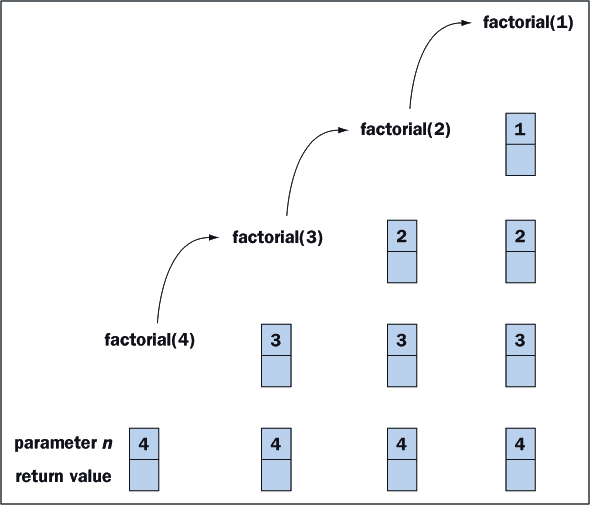 factorial(1)
factorial(2)
1
factorial(3)
2 2
factorial(4)
3 3 3
parameter n 4 4 4 4
return value